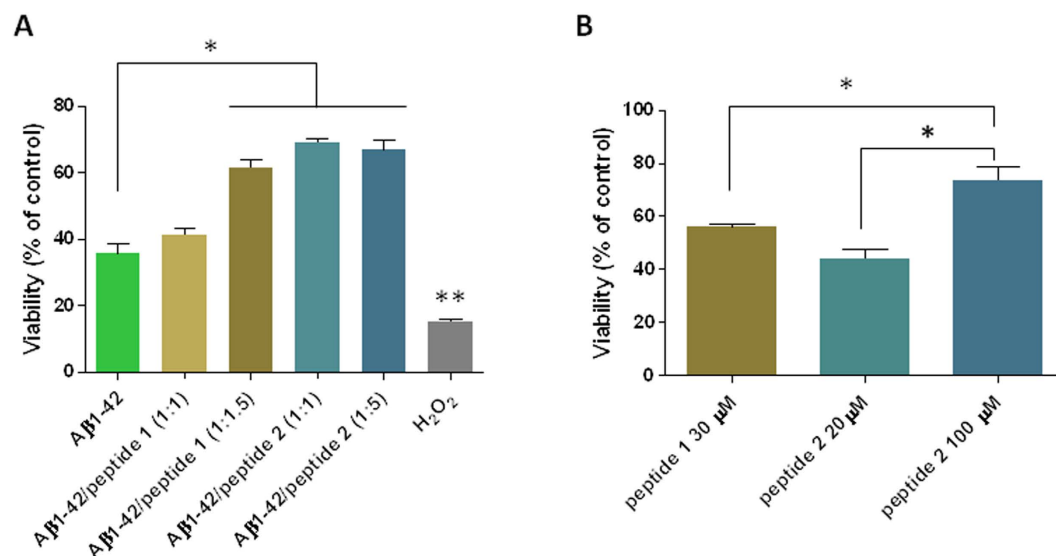 A
*
80
60
40
20
0
Viability (% of control)
**
Aβ1-42
Aβ1-42/peptide 1 (1:1)
Aβ1-42/peptide 1 (1:1.5)
Aβ1-42/peptide 2 (1:1)
Aβ1-42/peptide 2 (1:5)
H₂O₂
B
*
*
100
80
60
40
20
0
Viability (% of control)
peptide 1 30 μM
peptide 2 20 μM
peptide 2 100 μM